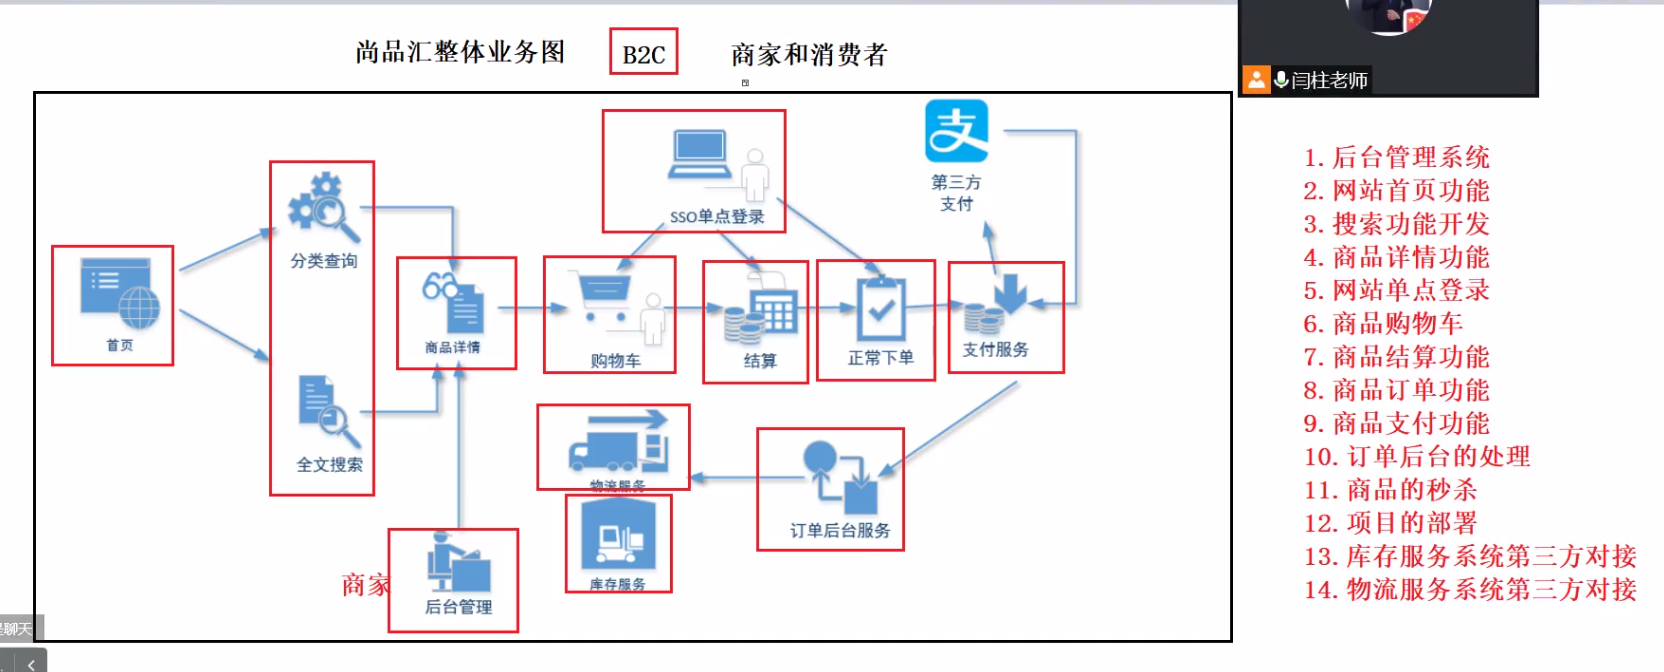 尚品汇整体业务图 B2C 商家和消费者
闫柱老师
首页
分类查询
全文搜索
商品详情
商家
后台管理
SSO单点登录
购物车
结算
正常下单
第三方
支付
支付服务
物流服务
库存服务
订单后台服务
1. 后台管理系统
2. 网站首页功能
3. 搜索功能开发
4. 商品详情功能
5. 网站单点登录
6. 商品购物车
7. 商品结算功能
8. 商品订单功能
9. 商品支付功能
10. 订单后台的处理
11. 商品的秒杀
12. 项目的部署
13. 库存服务系统第三方对接
14. 物流服务系统第三方对接
聊天